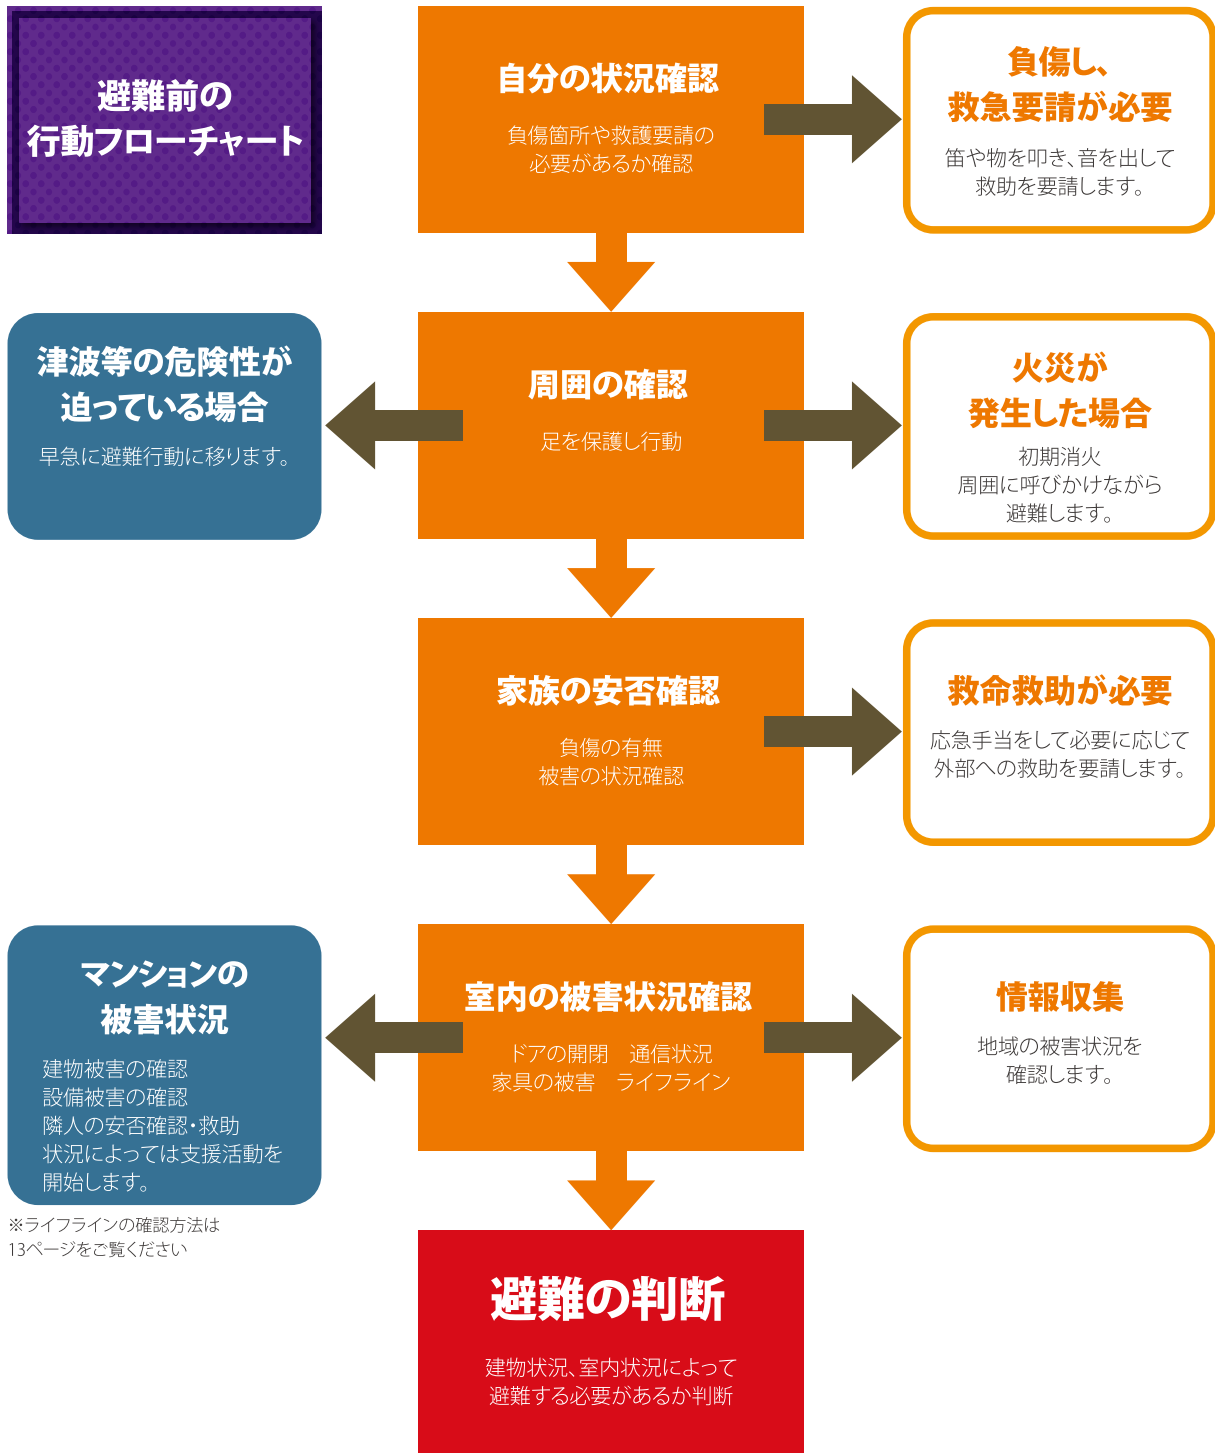 避難前の
行動フローチャート
自分の状況確認
負傷箇所や救護要請の
必要があるか確認
負傷し、
救急要請が必要
笛や物を叩き、音を出して
救助を要請します。
津波等の危険性が
迫っている場合
早急に避難行動に移ります。
周囲の確認
足を保護し行動
火災が
発生した場合
初期消火
周囲に呼びかけながら
避難します。
家族の安否確認
負傷の有無
被害の状況確認
救命救助が必要
応急手当をして必要に応じて
外部への救助を要請します。
マンションの
被害状況
建物被害の確認
設備被害の確認
隣人の安否確認・救助
状況によっては支援活動を
開始します。
※ライフラインの確認方法は
13ページをご覧ください
室内の被害状況確認
ドアの開閉　通信状況
家具の被害　ライフライン
情報収集
地域の被害状況を
確認します。
避難の判断
建物状況、室内状況によって
避難する必要があるか判断